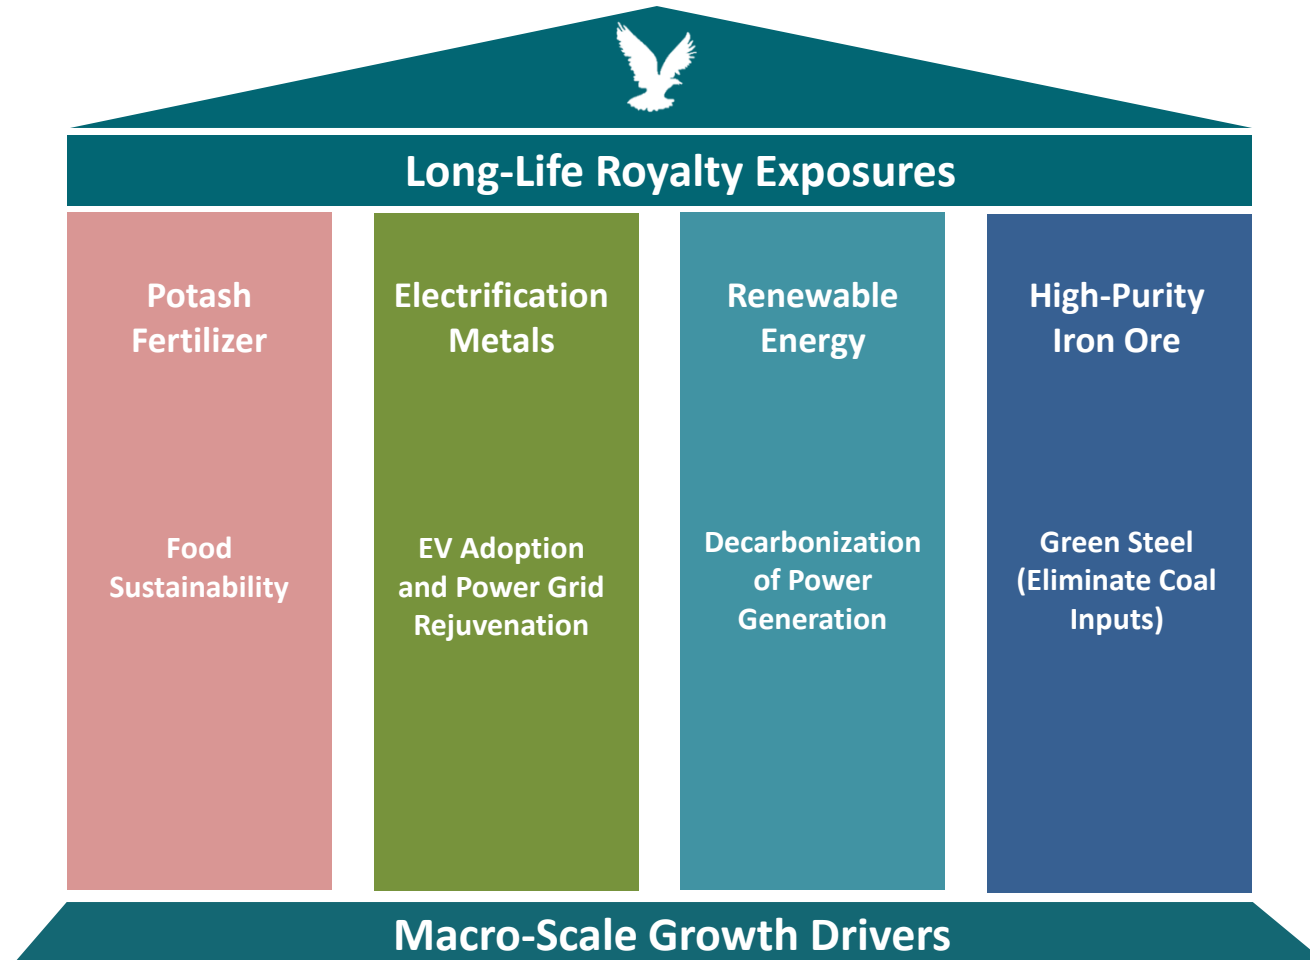 Long-Life Royalty Exposures
Potash
Fertilizer
Food
Sustainability
Electrification
Metals
EV Adoption
and Power Grid
Rejuvenation
Renewable
Energy
Decarbonization
of Power
Generation
High-Purity
Iron Ore
Green Steel
(Eliminate Coal
Inputs)
Macro-Scale Growth Drivers